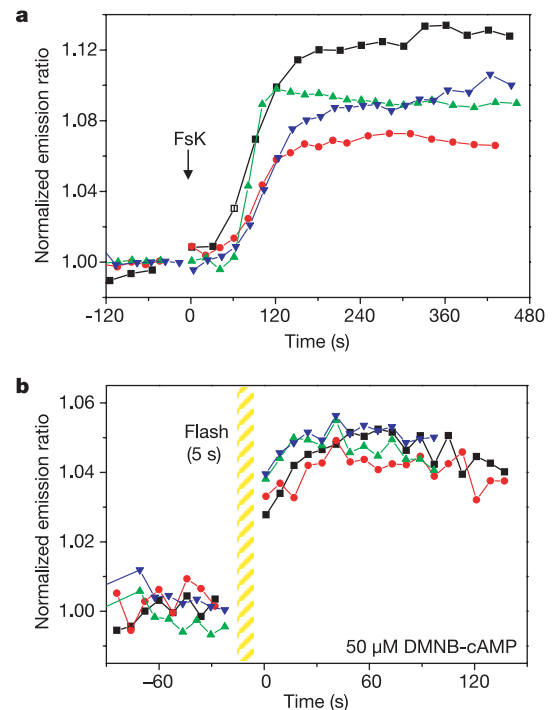 a
Normalized emission ratio
1.12
1.08
1.04
1.00
FsK
-120
0
120
240
360
480
Time (s)
b
Normalized emission ratio
1.06
1.04
1.02
1.00
Flash
(5 s)
50 µM DMNB-cAMP
−60
0
60
120
Time (s)